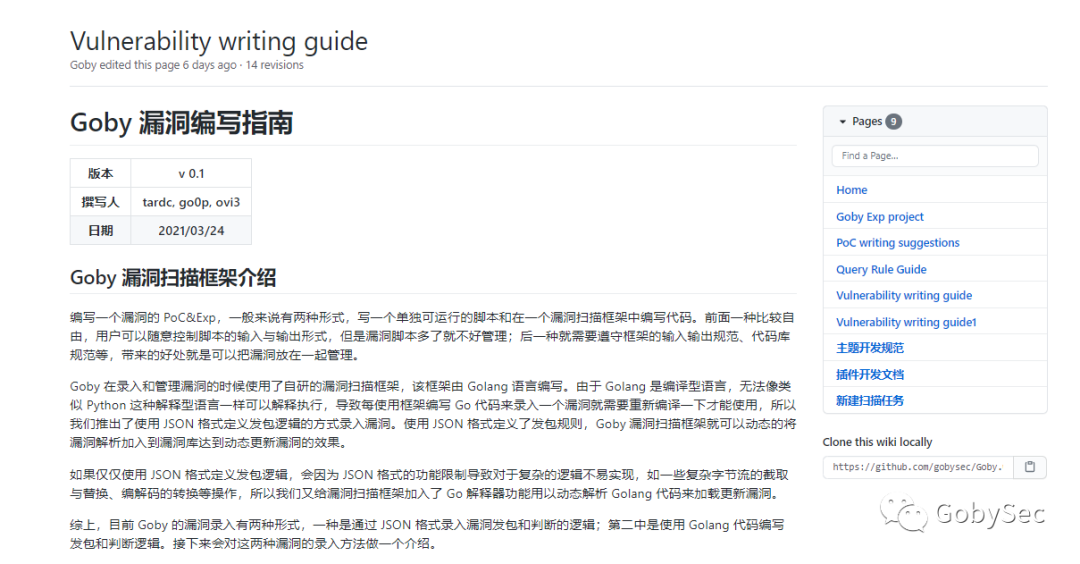 Vulnerability writing guide
Goby edited this page 6 days ago · 14 revisions
Goby 漏洞编写指南
版本 v 0.1
撰写人 tardc, go0p, ovi3
日期 2021/03/24
Goby 漏洞扫描框架介绍
编写一个漏洞的 PoC&Exp，一般来说有两种形式，写一个单独可运行的脚本和在一个漏洞扫描框架中编写代码。前面一种比较自
由，用户可以随意控制脚本的输入与输出形式，但是漏洞脚本多了就不好管理；后一种就需要遵守框架的输入输出规范、代码库
规范等，带来的好处就是可以把漏洞放在一起管理。
Goby 在录入和管理漏洞的时候使用了自研的漏洞扫描框架，该框架由 Golang 语言编写。由于 Golang 是编译型语言，无法像类
似 Python 这种解释型语言一样可以解释执行，导致每使用框架编写 Go 代码来录入一个漏洞就需要重新编译一下才能使用，所以
我们推出了使用 JSON 格式定义发包逻辑的方式录入漏洞。使用 JSON 格式定义了发包规则，Goby 漏洞扫描框架就可以动态的将
漏洞解析加入到漏洞库达到动态更新漏洞的效果。
如果仅仅使用 JSON 格式定义发包逻辑，会因为 JSON 格式的功能限制导致对于复杂的逻辑不易实现，如一些复杂字节流的截取
与替换、编解码的转换等操作，所以我们又给漏洞扫描框架加入了 Go 解释器功能用以动态解析 Golang 代码来加载更新漏洞。
综上，目前 Goby 的漏洞录入有两种形式，一种是通过 JSON 格式录入漏洞发包和判断的逻辑；第二中是使用 Golang 代码编写
发包和判断逻辑。接下来会对这两种漏洞的录入方法做一个介绍。
Pages 9
Find a Page...
Home
Goby Exp project
PoC writing suggestions
Query Rule Guide
Vulnerability writing guide
Vulnerability writing guide1
主题开发规范
插件开发文档
新建扫描任务
Clone this wiki locally
https://github.com/gobysec/Goby.
GobySec